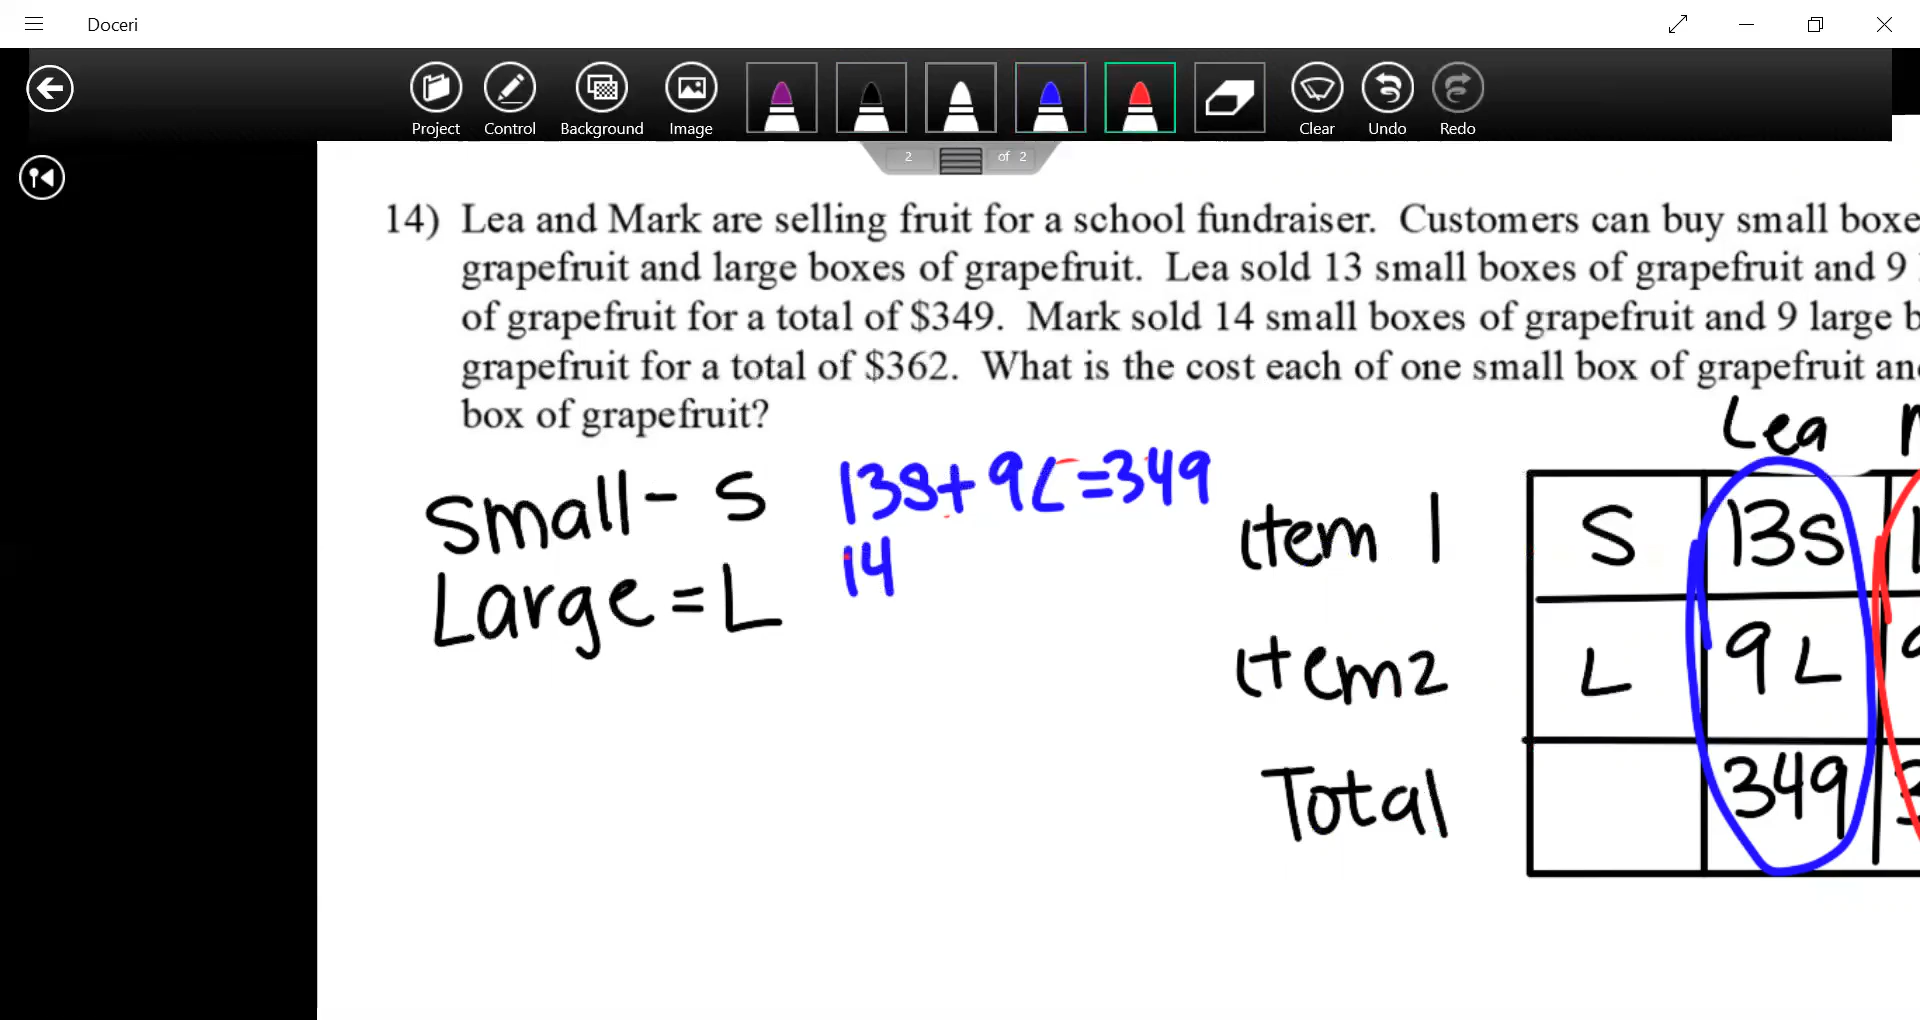 Doceri
Project Control Background Image Clear Undo Redo
2 of 2
14) Lea and Mark are selling fruit for a school fundraiser. Customers can buy small boxe
grapefruit and large boxes of grapefruit. Lea sold 13 small boxes of grapefruit and 9
of grapefruit for a total of $349. Mark sold 14 small boxes of grapefruit and 9 large b
grapefruit for a total of $362. What is the cost each of one small box of grapefruit an
box of grapefruit?
Lea
Small - S 13S + 9L = 349
14
Large = L
Item 1 S 13S
Item 2 L 9L
Total 349